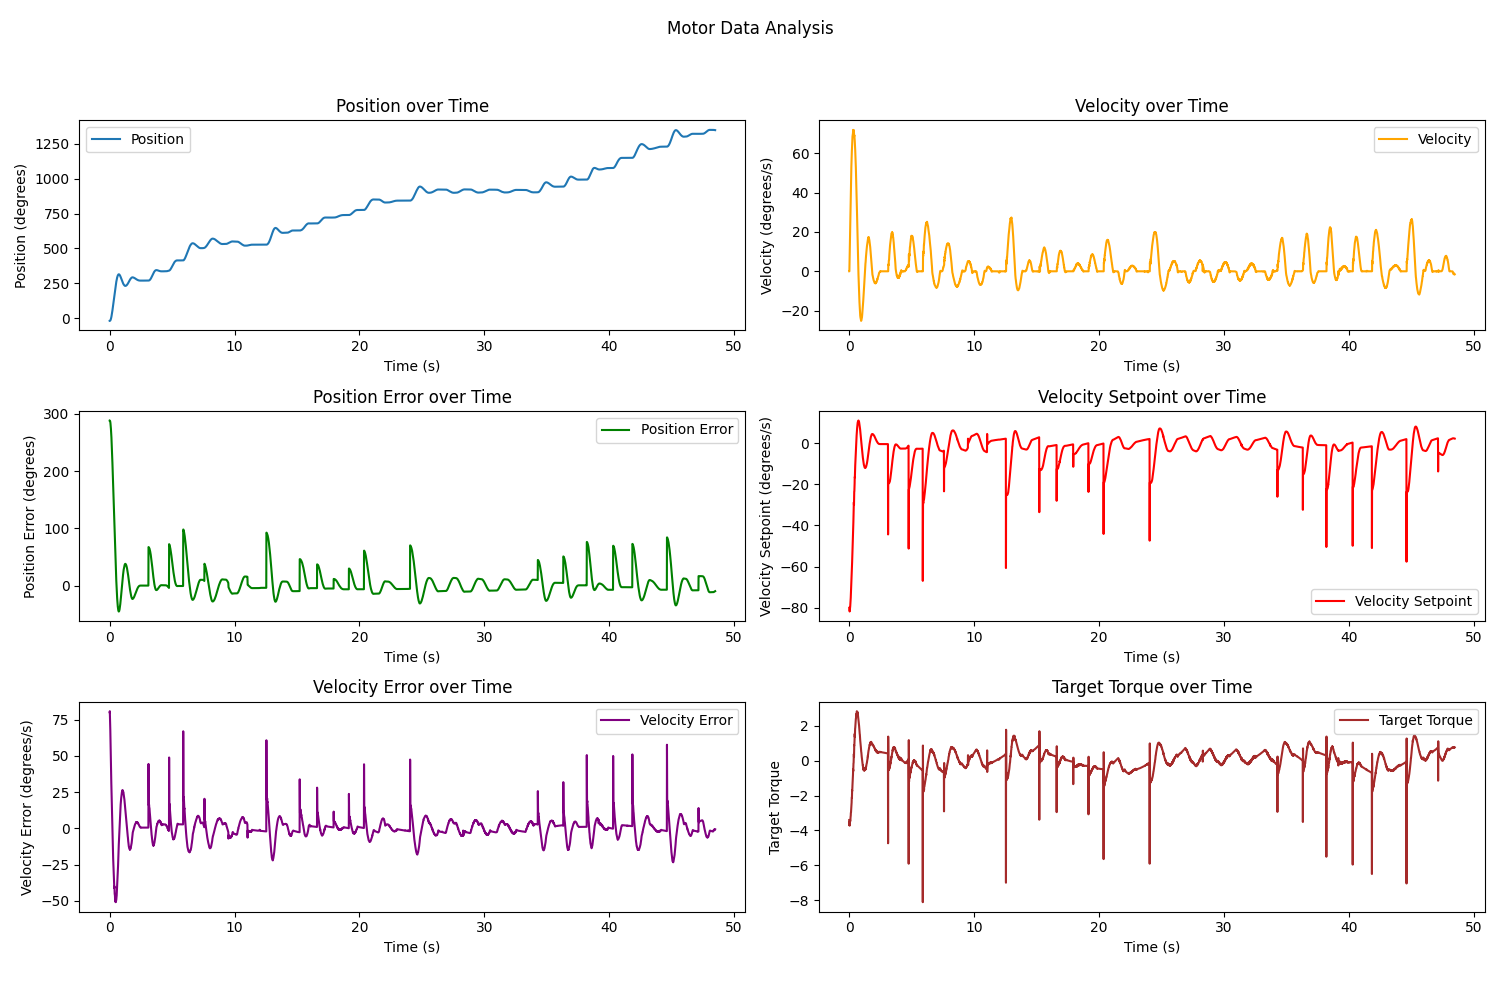 Motor Data Analysis
Position over Time
Position (degrees)
1250
1000
750
500
250
0
Position
0 10 20 30 40 50
Time (s)
Velocity over Time
Velocity (degrees/s)
60
40
20
0
−20
Velocity
0 10 20 30 40 50
Time (s)
Position Error over Time
Position Error (degrees)
300
200
100
0
Position Error
0 10 20 30 40 50
Time (s)
Velocity Setpoint over Time
Velocity Setpoint (degrees/s)
0
−20
−40
−60
−80
Velocity Setpoint
0 10 20 30 40 50
Time (s)
Velocity Error over Time
Velocity Error (degrees/s)
75
50
25
0
−25
−50
Velocity Error
0 10 20 30 40 50
Time (s)
Target Torque over Time
Target Torque
2
0
−2
−4
−6
−8
Target Torque
0 10 20 30 40 50
Time (s)